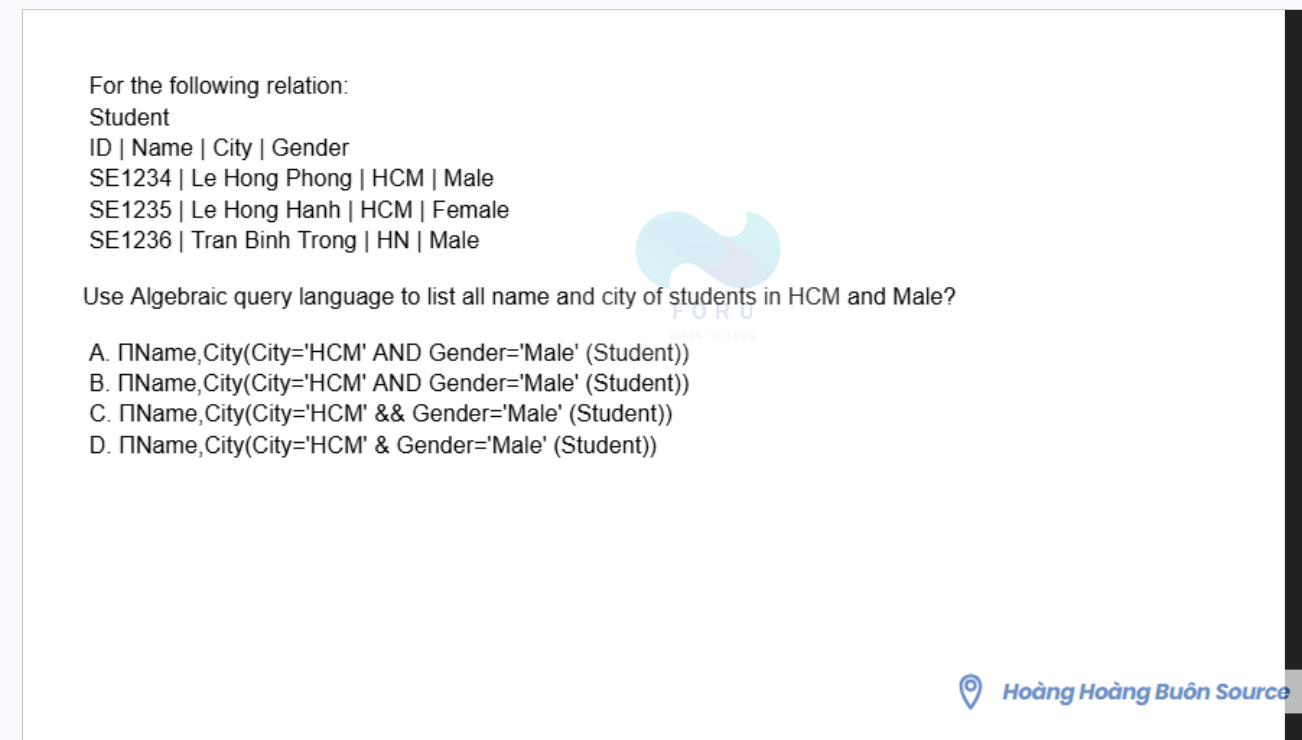 For the following relation:
Student
ID | Name | City | Gender
SE1234 | Le Hong Phong | HCM | Male
SE1235 | Le Hong Hanh | HCM | Female
SE1236 | Tran Binh Trong | HN | Male
Use Algebraic query language to list all name and city of students in HCM and Male?
FORU
LEARN TO KNOW
A. ΠName,City(City='HCM' AND Gender='Male' (Student))
B. ΠName,City(City='HCM' AND Gender='Male' (Student))
C. ΠName,City(City='HCM' && Gender='Male' (Student))
D. ΠName,City(City='HCM' & Gender='Male' (Student))
Hoàng Hoàng Buôn Source